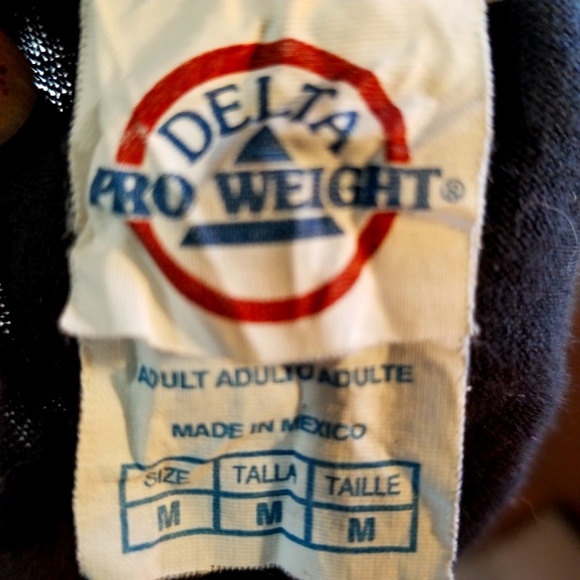 DELTA
PRO WEIGHT®
ADULT ADULTO ADULTE
MADE IN MEXICO
SIZE TALLA TAILLE
M M M